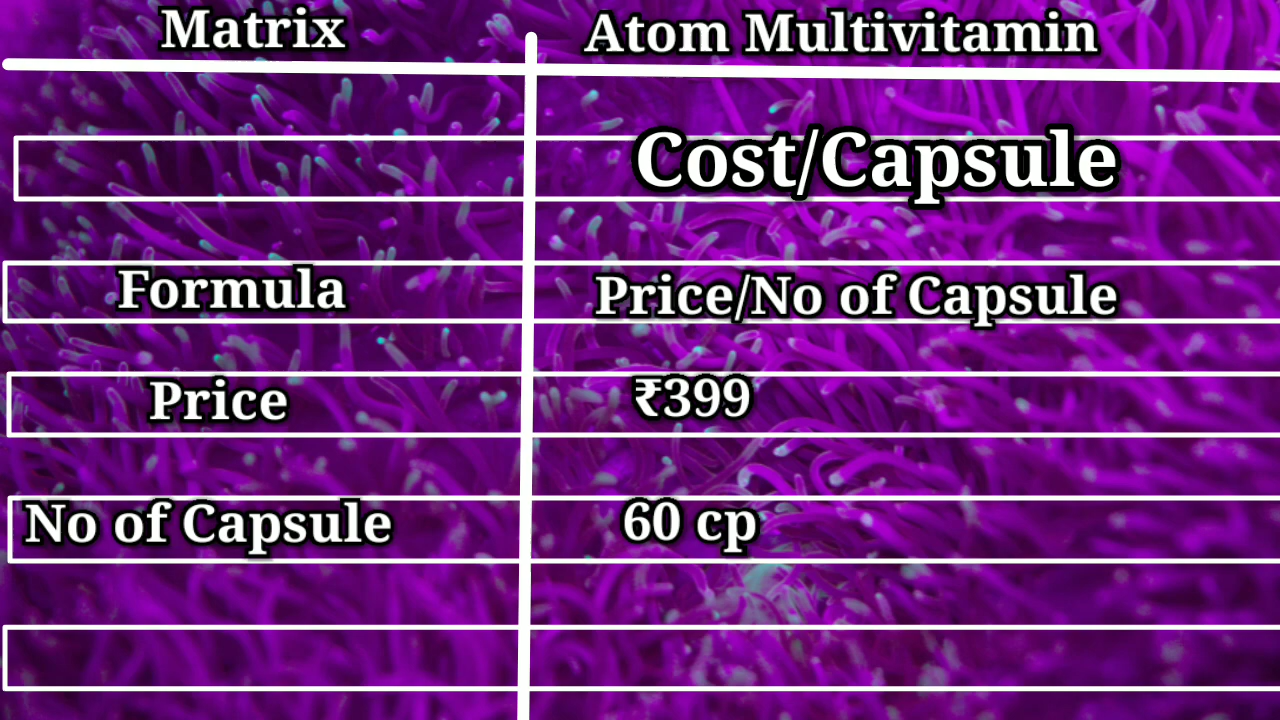 Matrix Atom Multivitamin
Cost/Capsule
Formula Price/No of Capsule
Price ₹399
No of Capsule 60 cp